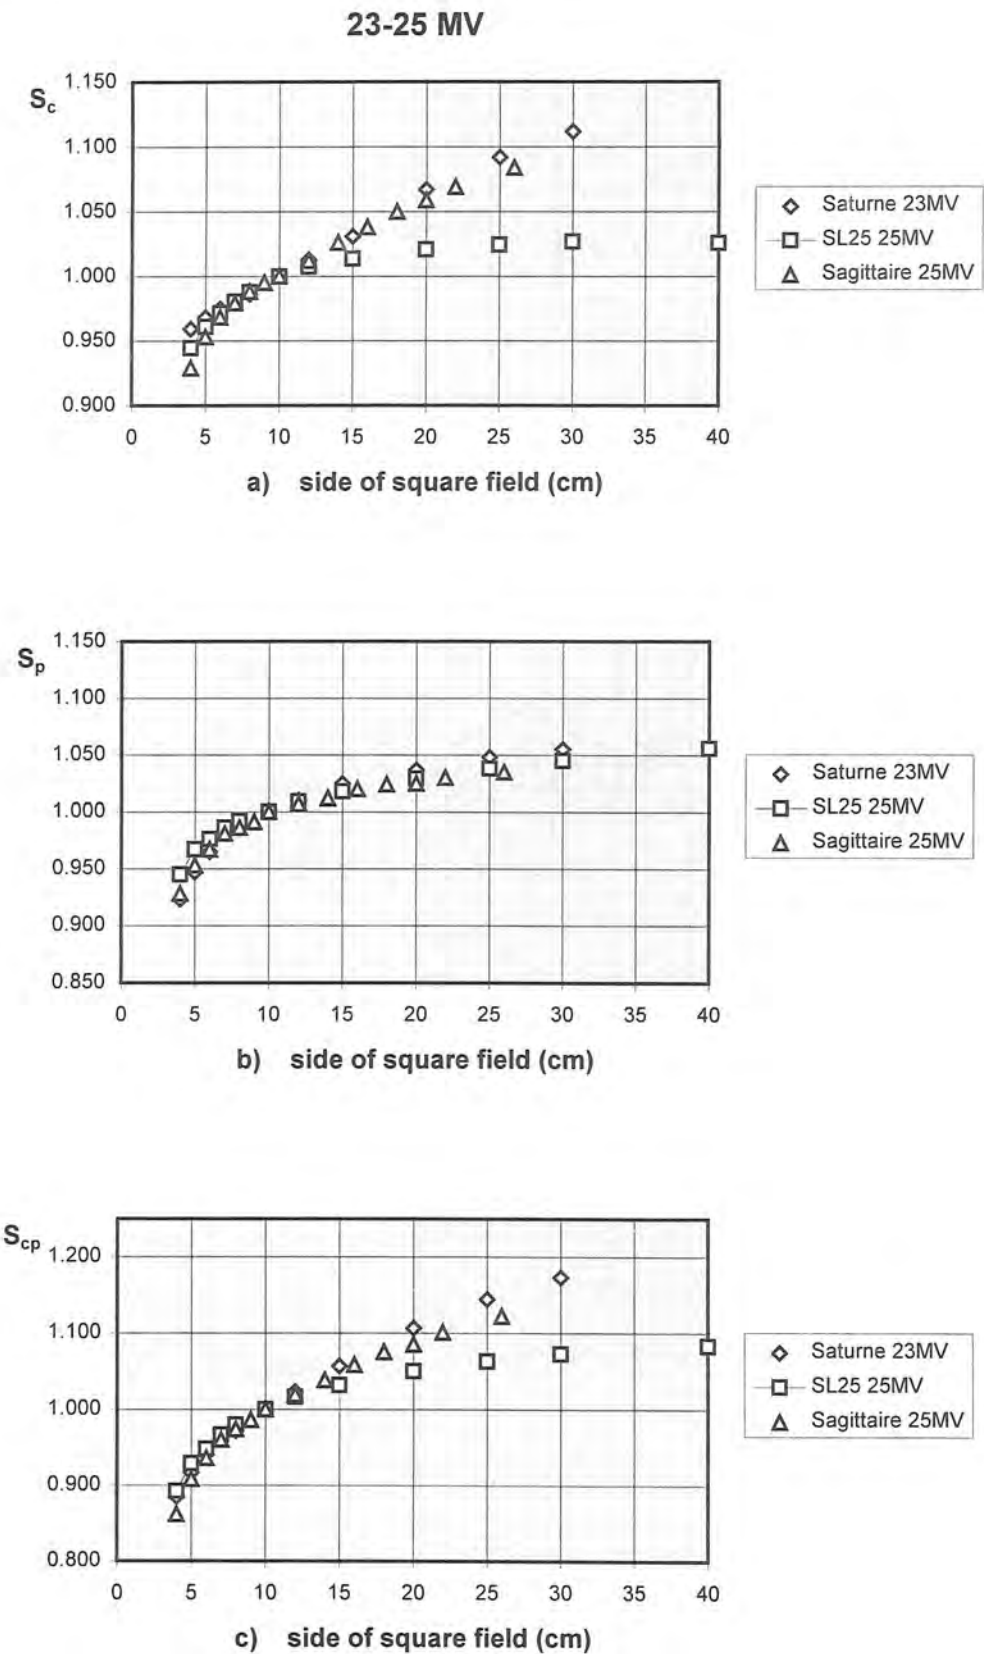 23-25 MV
Sc
1.150
1.100
1.050
1.000
0.950
0.900
0 5 10 15 20 25 30 35 40
a) side of square field (cm)
Saturne 23MV
SL25 25MV
Sagittaire 25MV
Sp
1.150
1.100
1.050
1.000
0.950
0.900
0.850
0 5 10 15 20 25 30 35 40
b) side of square field (cm)
Saturne 23MV
SL25 25MV
Sagittaire 25MV
Scp
1.200
1.100
1.000
0.900
0.800
0 5 10 15 20 25 30 35 40
c) side of square field (cm)
Saturne 23MV
SL25 25MV
Sagittaire 25MV